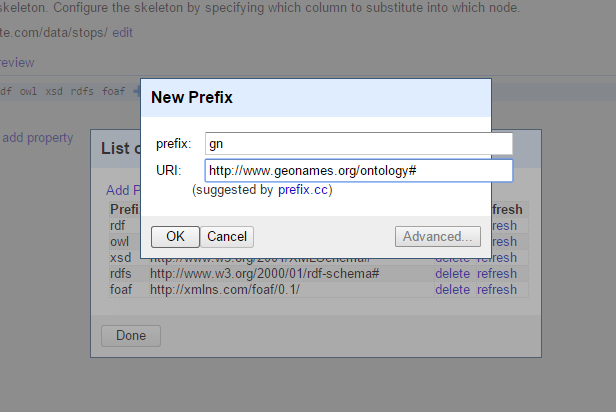 skeleton. Configure the skeleton by specifying which column to substitute into which node.
te.com/data/stops/ edit
review
df owl xsd rdfs foaf
add property
New Prefix
prefix: gn
URI: http://www.geonames.org/ontology#
(suggested by prefix.cc)
OK Cancel Advanced...
List o
Add P
Prefi fresh
rdf fresh
owl fresh
xsd http://www.w3.org/2001/XMLSchema# delete refresh
rdfs http://www.w3.org/2000/01/rdf-schema# delete refresh
foaf http://xmlns.com/foaf/0.1/ delete refresh
Done